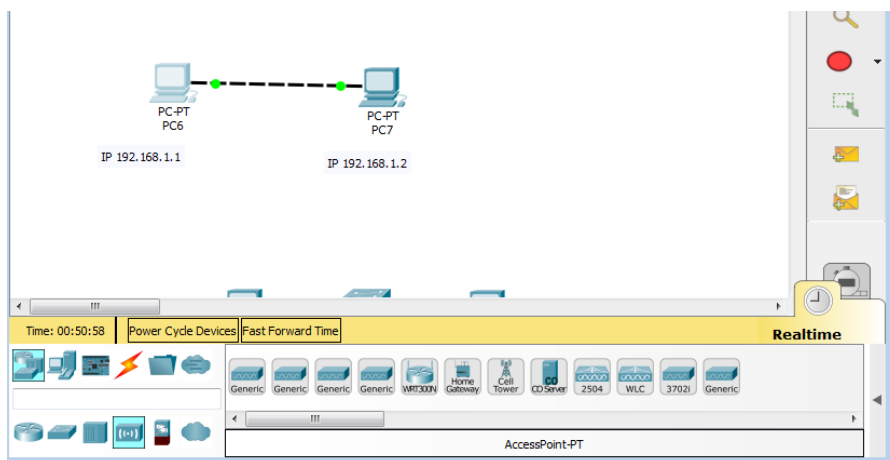 PC-PT
PC6
PC-PT
PC7
IP 192.168.1.1
IP 192.168.1.2
Time: 00:50:58
Power Cycle Devices
Fast Forward Time
Realtime
Generic
Generic
Generic
Generic
WRT300N
Home
Gateway
Cell
Tower
CO
CO Server
2504
WLC
3702i
Generic
AccessPoint-PT